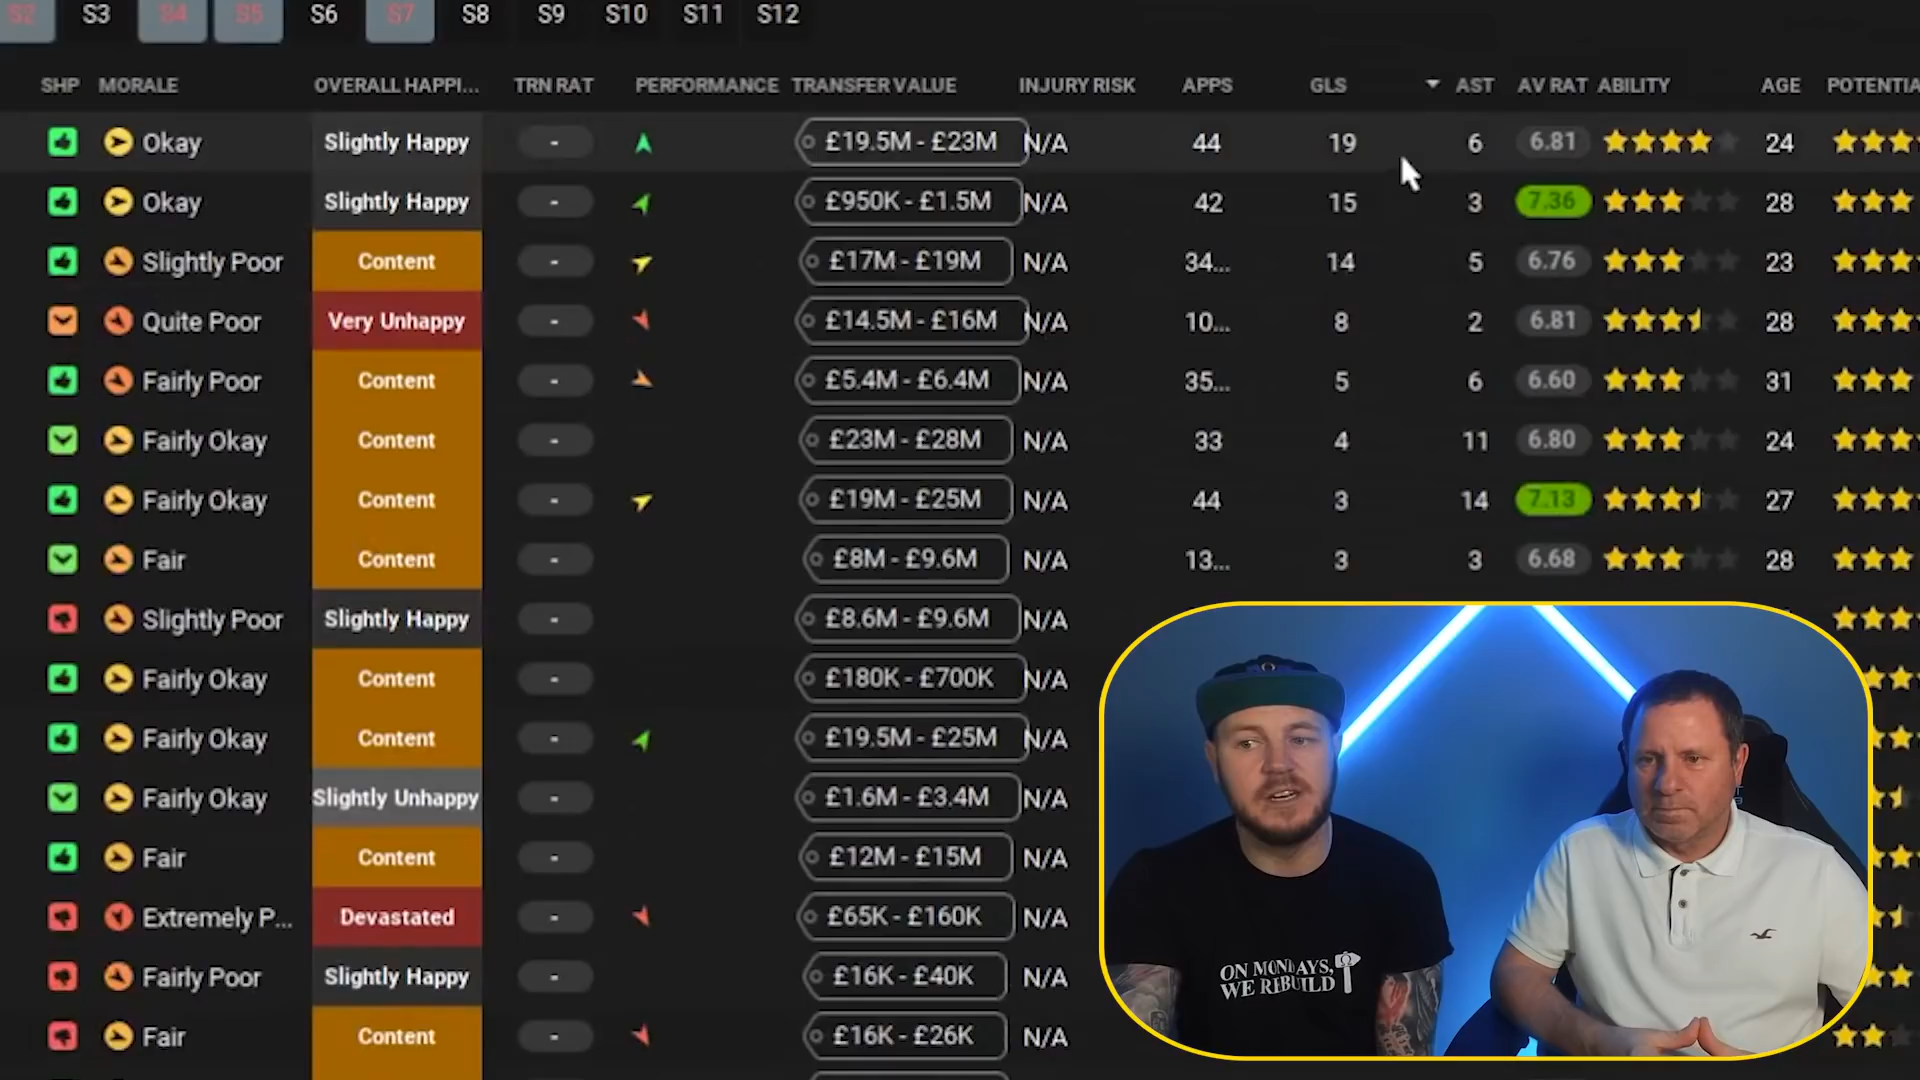 S2 S3 S4 S5 S6 S7 S8 S9 S10 S11 S12
SHP MORALE OVERALL HAPPI... TRN RAT PERFORMANCE TRANSFER VALUE INJURY RISK APPS GLS AST AV RAT ABILITY AGE POTENTIA
Okay Slightly Happy - £19.5M - £23M N/A 44 19 6 6.81 24
Okay Slightly Happy - £950K - £1.5M N/A 42 15 3 7.36 28
Slightly Poor Content - £17M - £19M N/A 34... 14 5 6.76 23
Quite Poor Very Unhappy - £14.5M - £16M N/A 10... 8 2 6.81 28
Fairly Poor Content - £5.4M - £6.4M N/A 35... 5 6 6.60 31
Fairly Okay Content - £23M - £28M N/A 33 4 11 6.80 24
Fairly Okay Content - £19M - £25M N/A 44 3 14 7.13 27
Fair Content - £8M - £9.6M N/A 13... 3 3 6.68 28
Slightly Poor Slightly Happy - £8.6M - £9.6M N/A
Fairly Okay Content - £180K - £700K N/A
Fairly Okay Content - £19.5M - £25M N/A
Fairly Okay Slightly Unhappy - £1.6M - £3.4M N/A
Fair Content - £12M - £15M N/A
Extremely P... Devastated - £65K - £160K N/A
Fairly Poor Slightly Happy - £16K - £40K N/A
Fair Content - £16K - £26K N/A
ON MONDAYS,
WE REBUILD